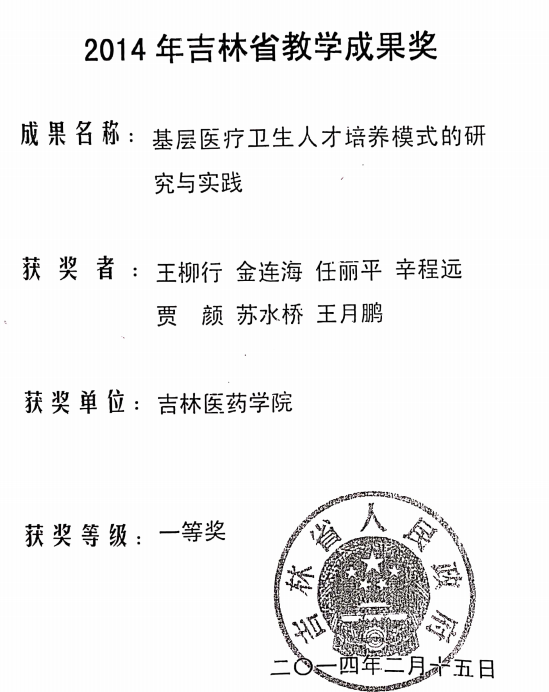 2014年吉林省教学成果奖
成果名称：基层医疗卫生人才培养模式的研
究与实践
获奖者：王柳行 金连海 任丽平 辛程远
贾 颜 苏水桥 王月鹏
获奖单位：吉林医药学院
获奖等级：一等奖
吉林省人民政府
二〇一四年二月十五日